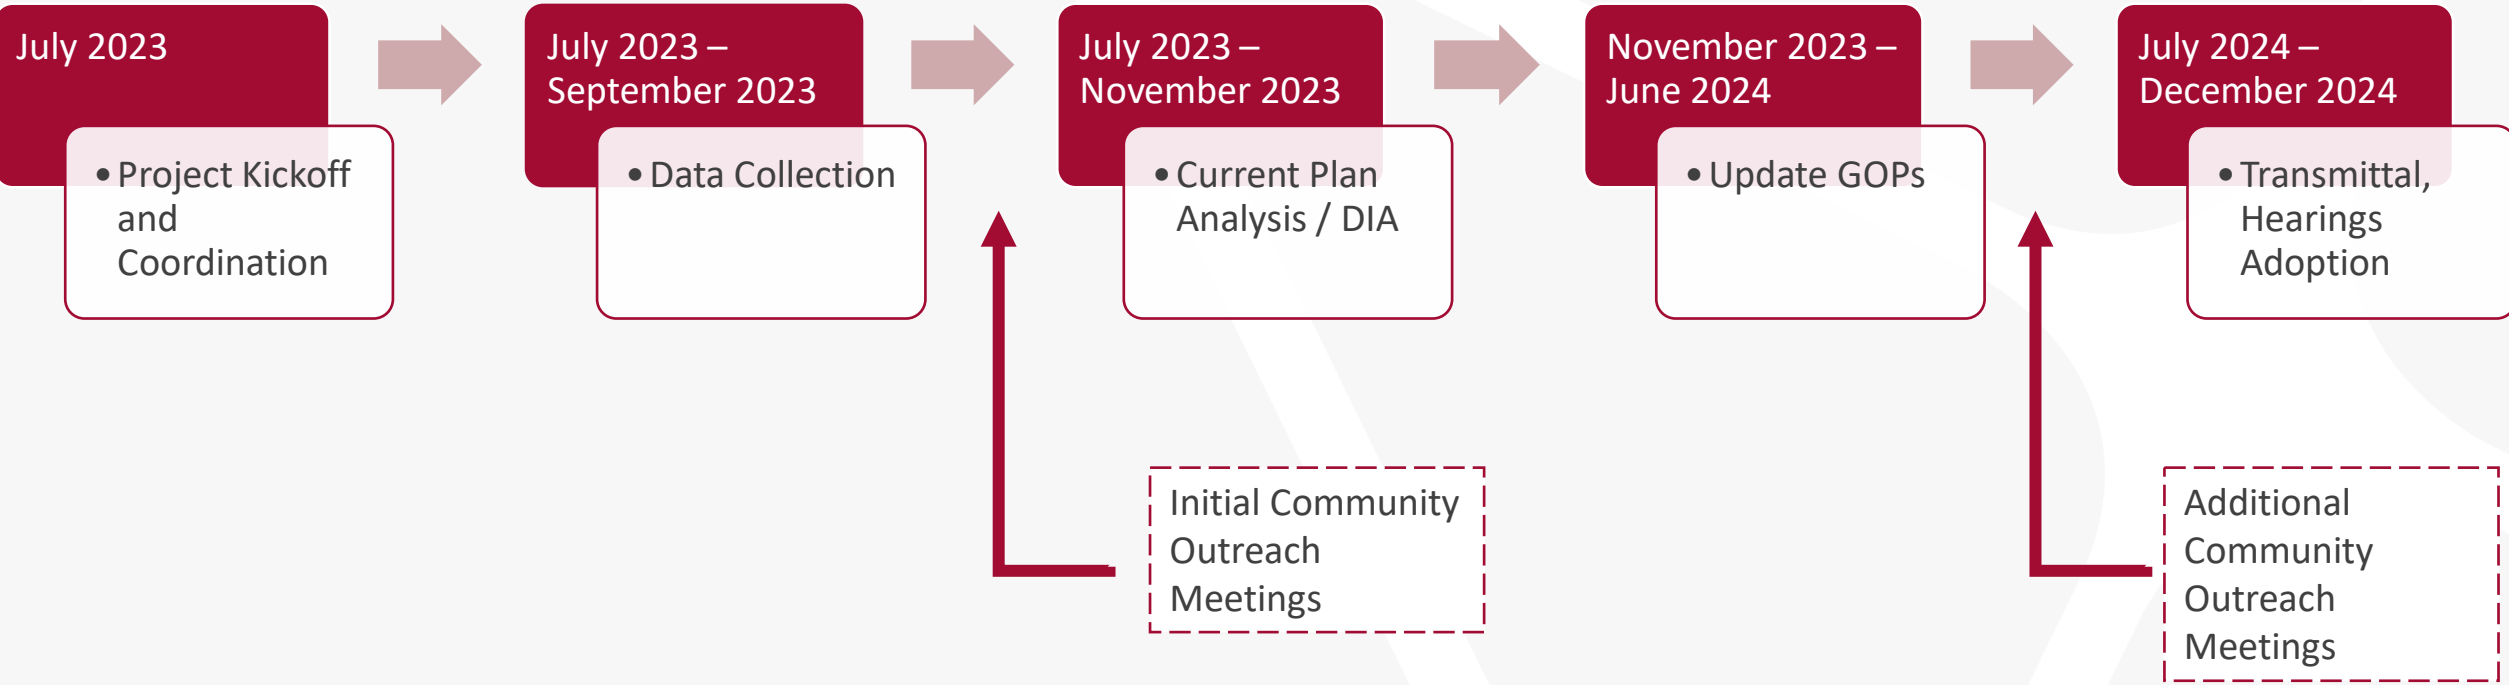 July 2023
• Project Kickoff
and
Coordination
July 2023 –
September 2023
• Data Collection
July 2023 –
November 2023
• Current Plan
Analysis / DIA
November 2023 –
June 2024
• Update GOPs
July 2024 –
December 2024
• Transmittal,
Hearings
Adoption
Initial Community
Outreach
Meetings
Additional
Community
Outreach
Meetings